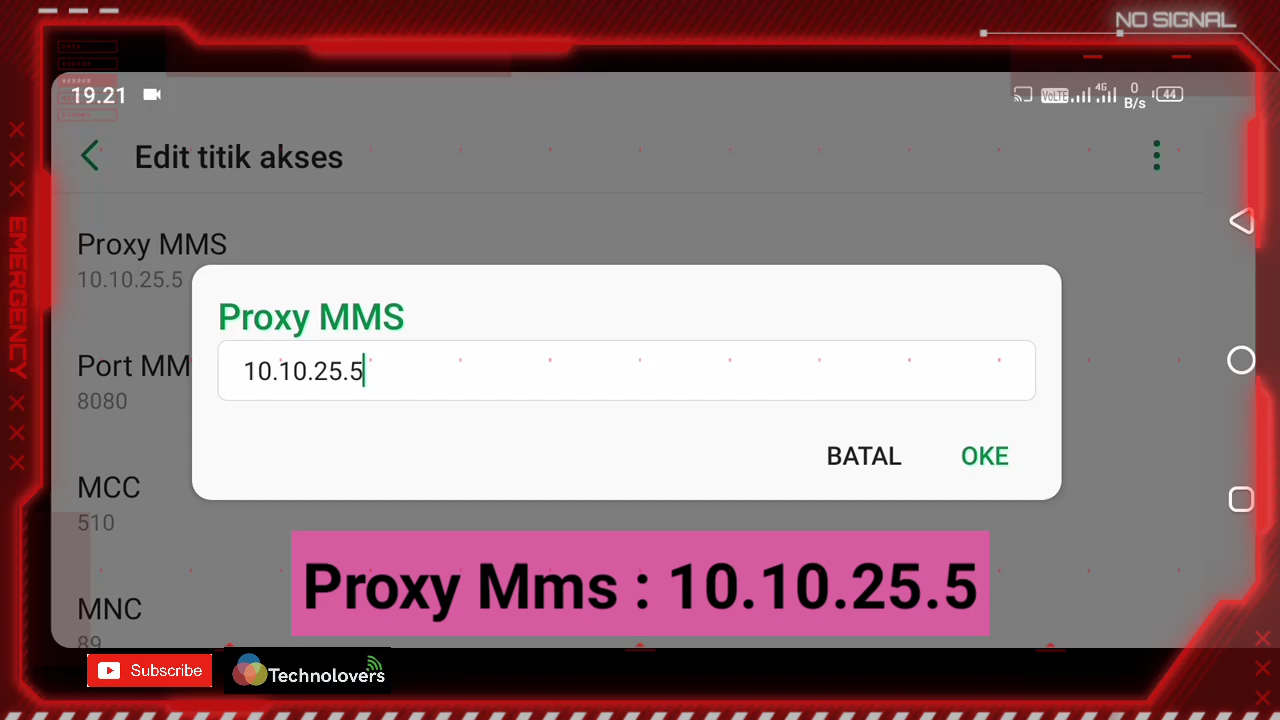 NO SIGNAL
19.21
VoLTE
4G
0
B/s
44
Edit titik akses
Proxy MMS
10.10.25.5
Proxy MMS
10.10.25.5
Port MM
8080
BATAL
OKE
MCC
510
MNC
89
EMERGENCY
Proxy Mms : 10.10.25.5
Subscribe
Technolovers